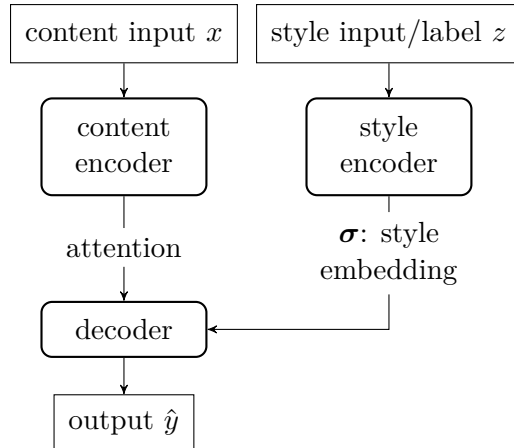 content input x
style input/label z
content
encoder
style
encoder
attention
σ: style
embedding
decoder
output ŷ